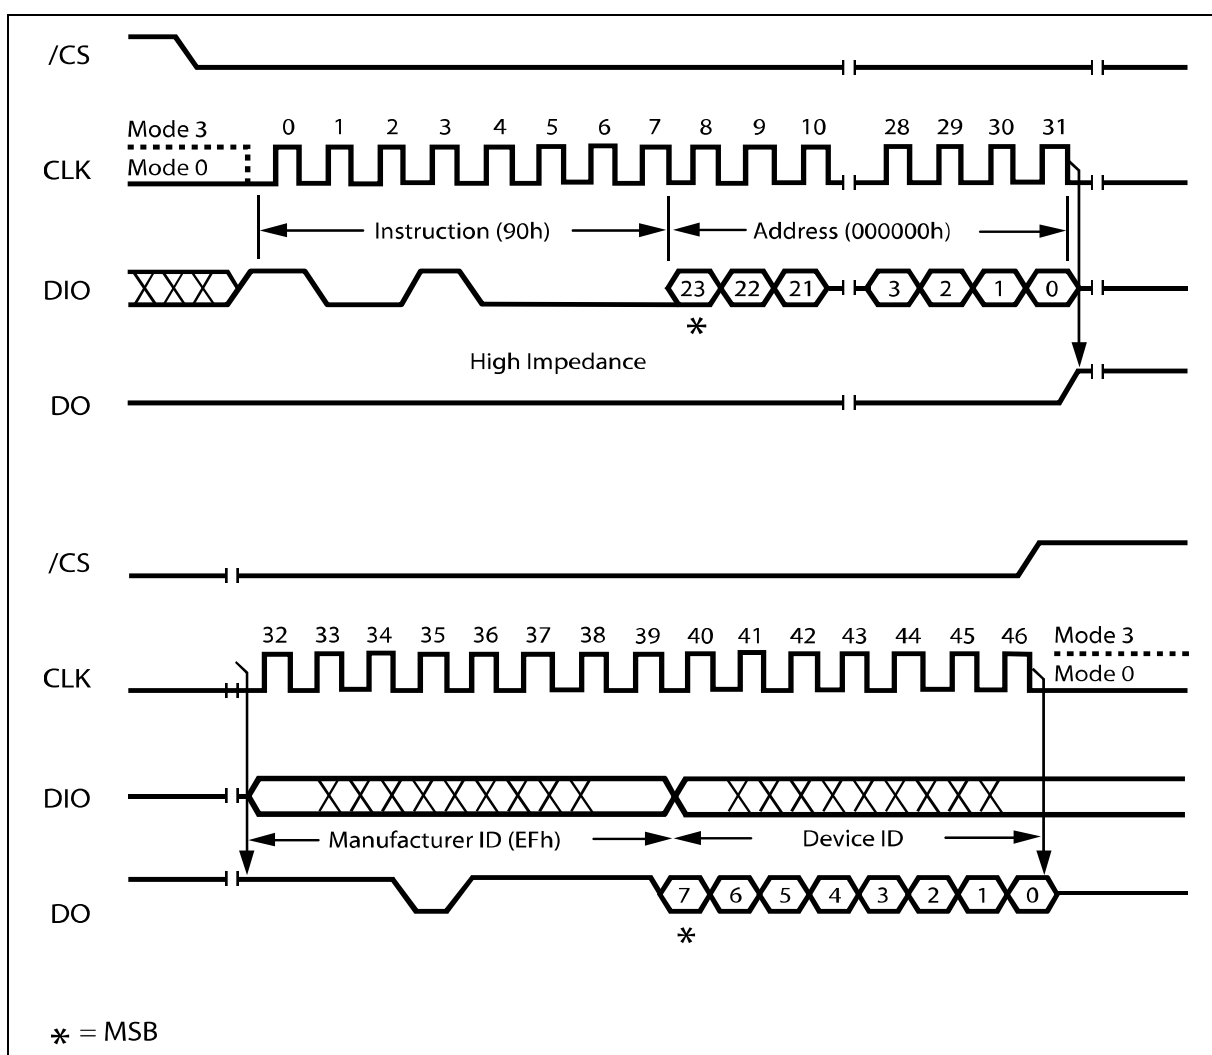 /CS
Mode 3
0 1 2 3 4 5 6 7 8 9 10 28 29 30 31
CLK
Mode 0
Instruction (90h)
Address (000000h)
DIO
23 22 21 3 2 1 0
*
High Impedance
DO
/CS
32 33 34 35 36 37 38 39 40 41 42 43 44 45 46
Mode 3
CLK
Mode 0
DIO
Manufacturer ID (EFh)
Device ID
DO
7 6 5 4 3 2 1 0
*
* = MSB